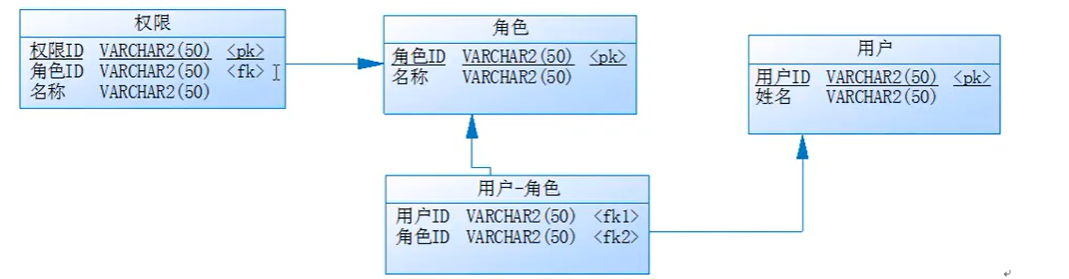 权限
权限ID VARCHAR2(50) <pk>
角色ID VARCHAR2(50) <fk>
名称 VARCHAR2(50)
角色
角色ID VARCHAR2(50) <pk>
名称 VARCHAR2(50)
用户
用户ID VARCHAR2(50) <pk>
姓名 VARCHAR2(50)
用户-角色
用户ID VARCHAR2(50) <fk1>
角色ID VARCHAR2(50) <fk2>